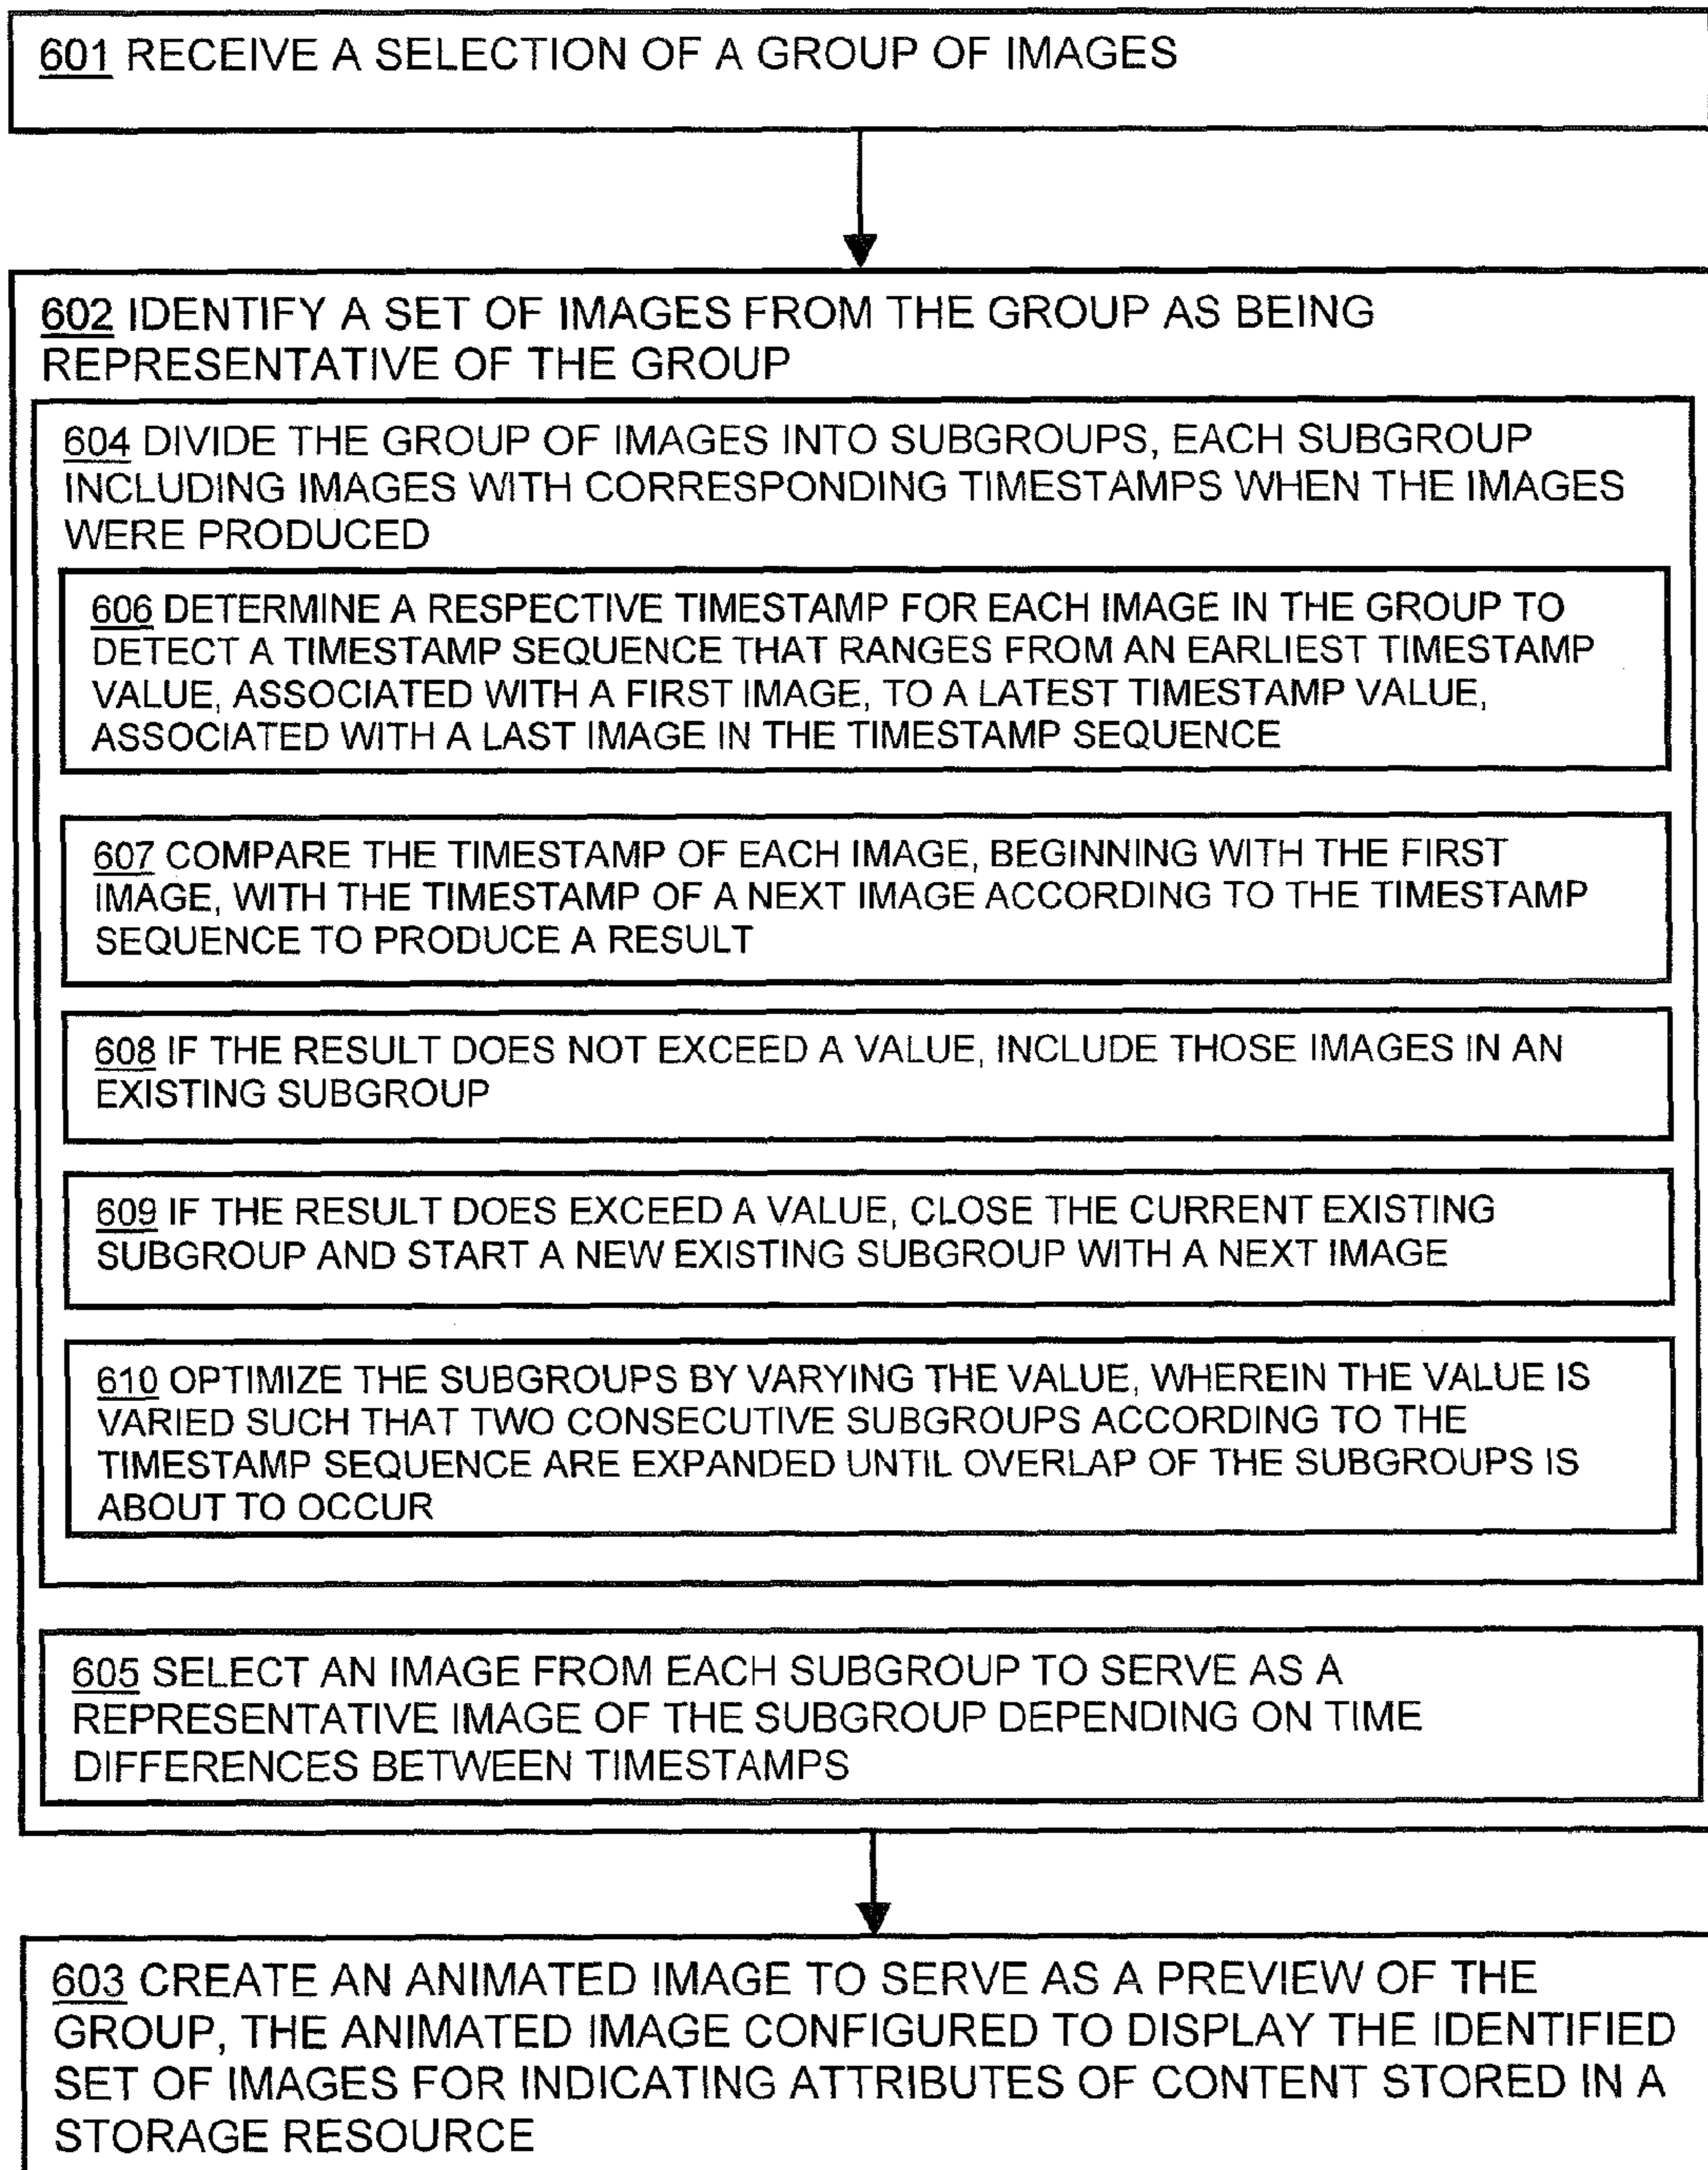 601 RECEIVE A SELECTION OF A GROUP OF IMAGES
602 IDENTIFY A SET OF IMAGES FROM THE GROUP AS BEING
REPRESENTATIVE OF THE GROUP
604 DIVIDE THE GROUP OF IMAGES INTO SUBGROUPS, EACH SUBGROUP
INCLUDING IMAGES WITH CORRESPONDING TIMESTAMPS WHEN THE IMAGES
WERE PRODUCED
606 DETERMINE A RESPECTIVE TIMESTAMP FOR EACH IMAGE IN THE GROUP TO
DETECT A TIMESTAMP SEQUENCE THAT RANGES FROM AN EARLIEST TIMESTAMP
VALUE, ASSOCIATED WITH A FIRST IMAGE, TO A LATEST TIMESTAMP VALUE,
ASSOCIATED WITH A LAST IMAGE IN THE TIMESTAMP SEQUENCE
607 COMPARE THE TIMESTAMP OF EACH IMAGE, BEGINNING WITH THE FIRST
IMAGE, WITH THE TIMESTAMP OF A NEXT IMAGE ACCORDING TO THE TIMESTAMP
SEQUENCE TO PRODUCE A RESULT
608 IF THE RESULT DOES NOT EXCEED A VALUE, INCLUDE THOSE IMAGES IN AN
EXISTING SUBGROUP
609 IF THE RESULT DOES EXCEED A VALUE, CLOSE THE CURRENT EXISTING
SUBGROUP AND START A NEW EXISTING SUBGROUP WITH A NEXT IMAGE
610 OPTIMIZE THE SUBGROUPS BY VARYING THE VALUE, WHEREIN THE VALUE IS
VARIED SUCH THAT TWO CONSECUTIVE SUBGROUPS ACCORDING TO THE
TIMESTAMP SEQUENCE ARE EXPANDED UNTIL OVERLAP OF THE SUBGROUPS IS
ABOUT TO OCCUR
605 SELECT AN IMAGE FROM EACH SUBGROUP TO SERVE AS A
REPRESENTATIVE IMAGE OF THE SUBGROUP DEPENDING ON TIME
DIFFERENCES BETWEEN TIMESTAMPS
603 CREATE AN ANIMATED IMAGE TO SERVE AS A PREVIEW OF THE
GROUP, THE ANIMATED IMAGE CONFIGURED TO DISPLAY THE IDENTIFIED
SET OF IMAGES FOR INDICATING ATTRIBUTES OF CONTENT STORED IN A
STORAGE RESOURCE